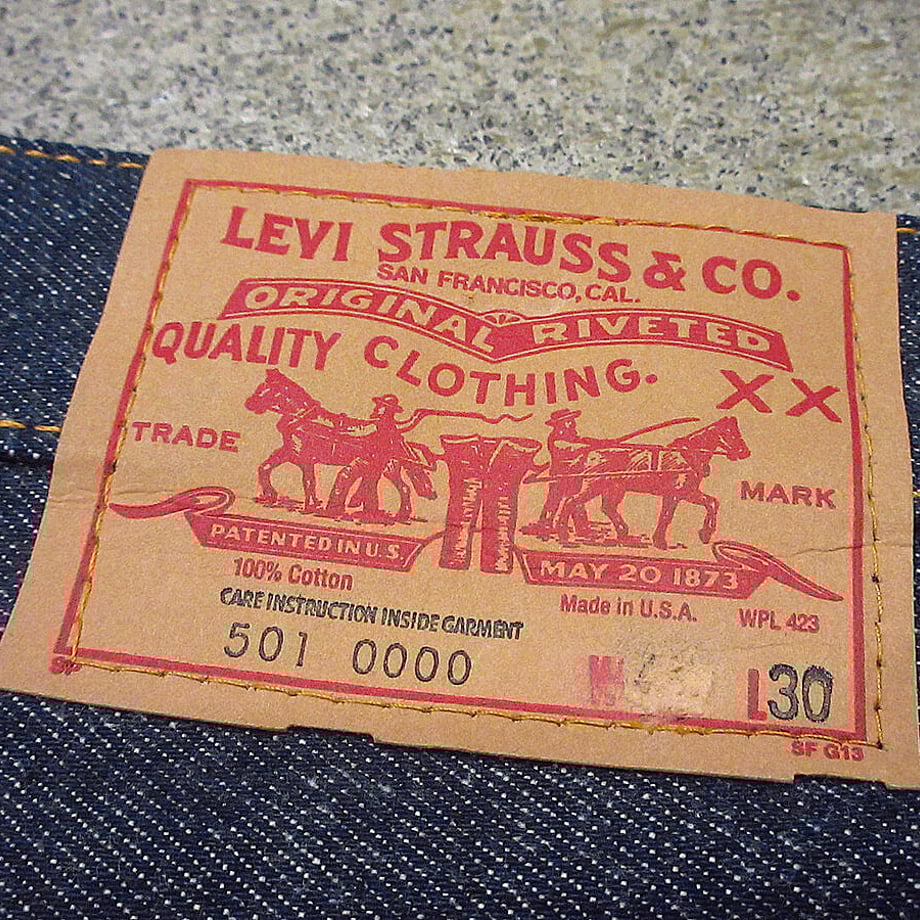 LEVI STRAUSS & CO.
SAN FRANCISCO, CAL.
ORIGINAL RIVETED
QUALITY CLOTHING.
XX
TRADE MARK
PATENTED IN U.S. MAY 20 1873
100% Cotton
Made in U.S.A. WPL 423
CARE INSTRUCTION INSIDE GARMENT
501 0000
W L30
SF SF G13